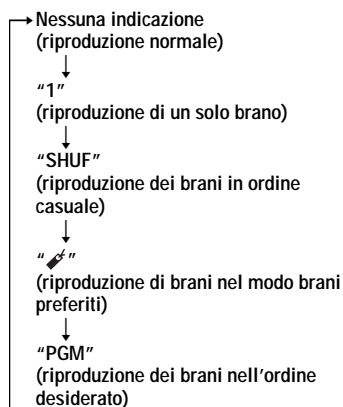 Nessuna indicazione
(riproduzione normale)
“1”
(riproduzione di un solo brano)
“SHUF”
(riproduzione dei brani in ordine
casuale)
“ ”
(riproduzione di brani nel modo brani
preferiti)
“PGM”
(riproduzione dei brani nell'ordine
desiderato)